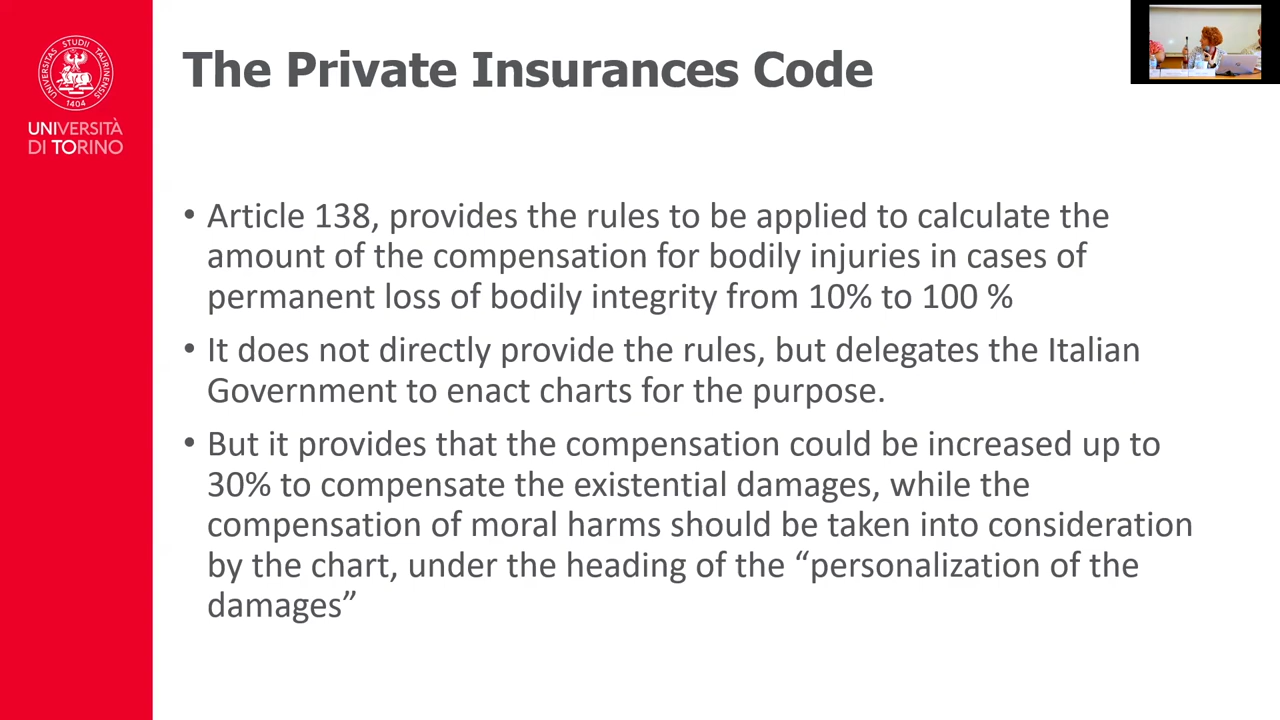 UNIVERSITAS STUDII TAURINENSIS
1404
UNIVERSITÀ
DI TORINO
The Private Insurances Code
• Article 138, provides the rules to be applied to calculate the
amount of the compensation for bodily injuries in cases of
permanent loss of bodily integrity from 10% to 100 %
• It does not directly provide the rules, but delegates the Italian
Government to enact charts for the purpose.
• But it provides that the compensation could be increased up to
30% to compensate the existential damages, while the
compensation of moral harms should be taken into consideration
by the chart, under the heading of the “personalization of the
damages”